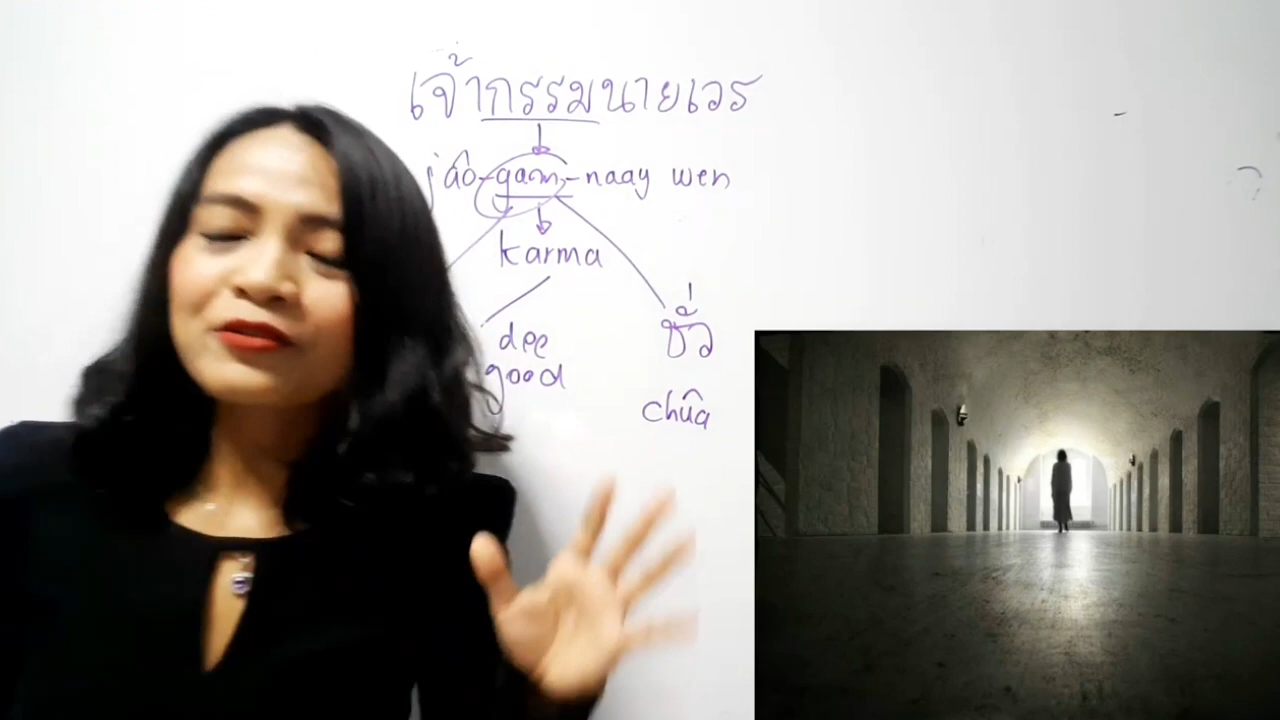 เจ้ากรรมนายเวร
jâo-gam-naay wen
karma
dee
good
ชั่ว
chûa